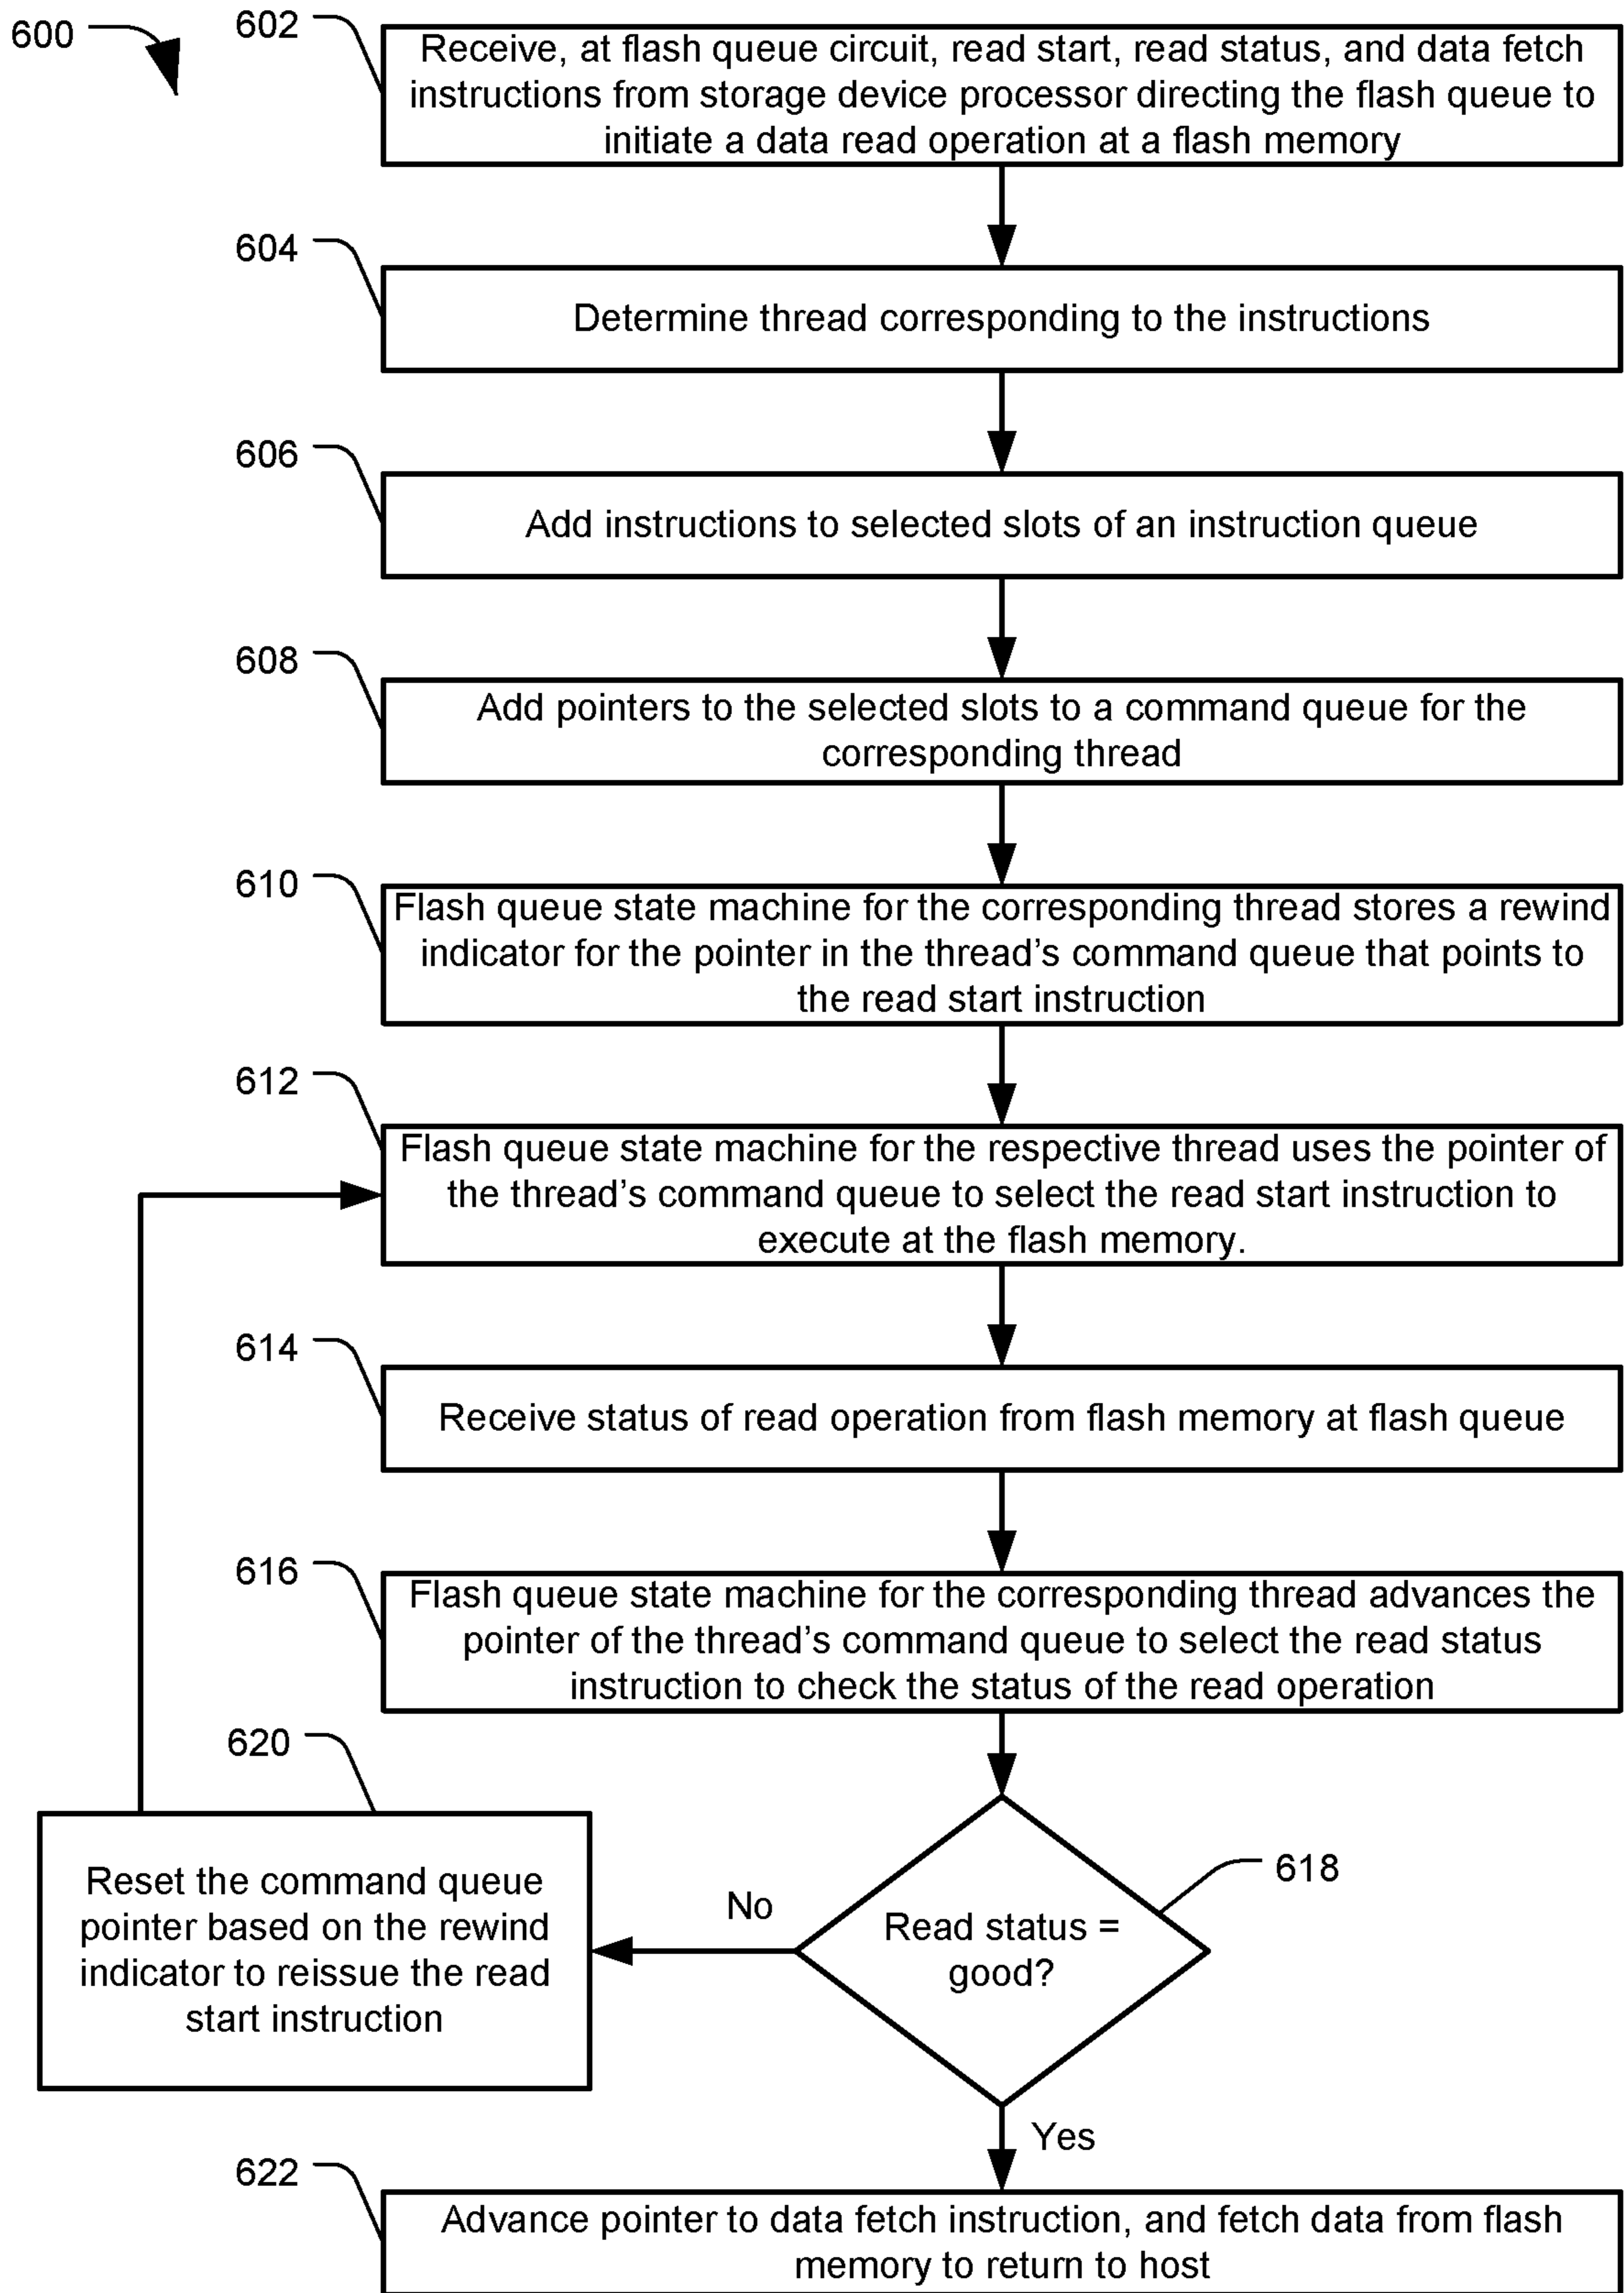 600
602
Receive, at flash queue circuit, read start, read status, and data fetch
instructions from storage device processor directing the flash queue to
initiate a data read operation at a flash memory
604
Determine thread corresponding to the instructions
606
Add instructions to selected slots of an instruction queue
608
Add pointers to the selected slots to a command queue for the
corresponding thread
610
Flash queue state machine for the corresponding thread stores a rewind
indicator for the pointer in the thread's command queue that points to
the read start instruction
612
Flash queue state machine for the respective thread uses the pointer of
the thread's command queue to select the read start instruction to
execute at the flash memory.
614
Receive status of read operation from flash memory at flash queue
616
Flash queue state machine for the corresponding thread advances the
pointer of the thread's command queue to select the read status
instruction to check the status of the read operation
618
Read status =
good?
No
620
Reset the command queue
pointer based on the rewind
indicator to reissue the read
start instruction
Yes
622
Advance pointer to data fetch instruction, and fetch data from flash
memory to return to host